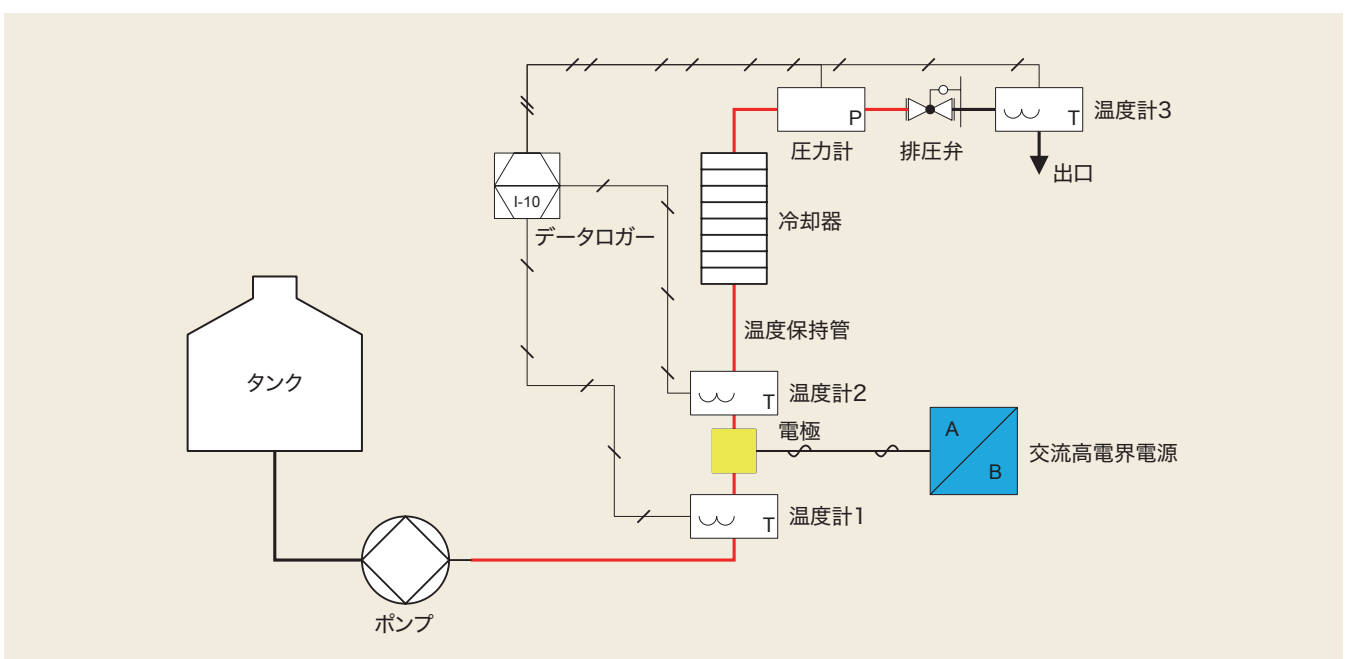 P
T
温度計3
圧力計
排圧弁
出口
I-10
データロガー
冷却器
温度保持管
タンク
T
温度計2
電極
A
B
交流高電界電源
T
温度計1
ポンプ